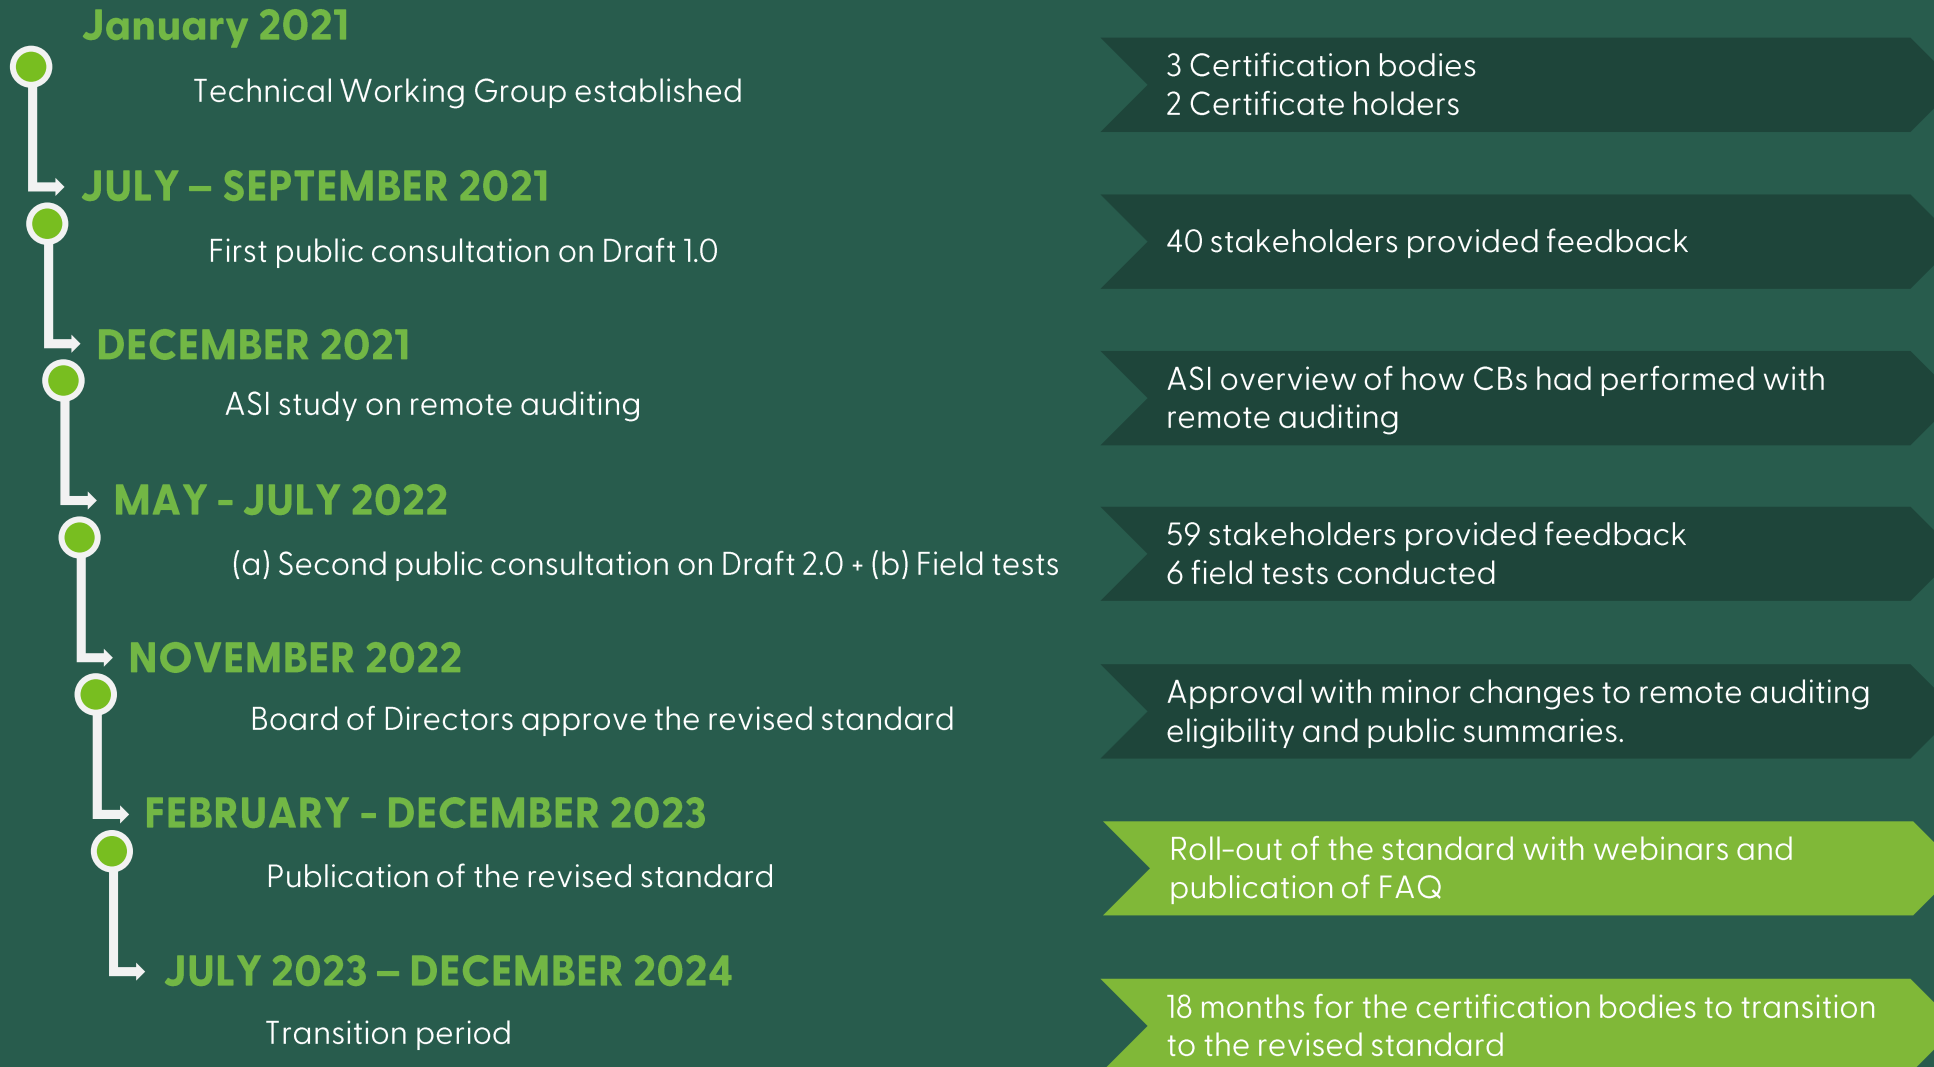 January 2021
Technical Working Group established
3 Certification bodies
2 Certificate holders
JULY – SEPTEMBER 2021
First public consultation on Draft 1.0
40 stakeholders provided feedback
DECEMBER 2021
ASI study on remote auditing
ASI overview of how CBs had performed with
remote auditing
MAY - JULY 2022
(a) Second public consultation on Draft 2.0 + (b) Field tests
59 stakeholders provided feedback
6 field tests conducted
NOVEMBER 2022
Board of Directors approve the revised standard
Approval with minor changes to remote auditing
eligibility and public summaries.
FEBRUARY - DECEMBER 2023
Publication of the revised standard
Roll-out of the standard with webinars and
publication of FAQ
JULY 2023 – DECEMBER 2024
Transition period
18 months for the certification bodies to transition
to the revised standard